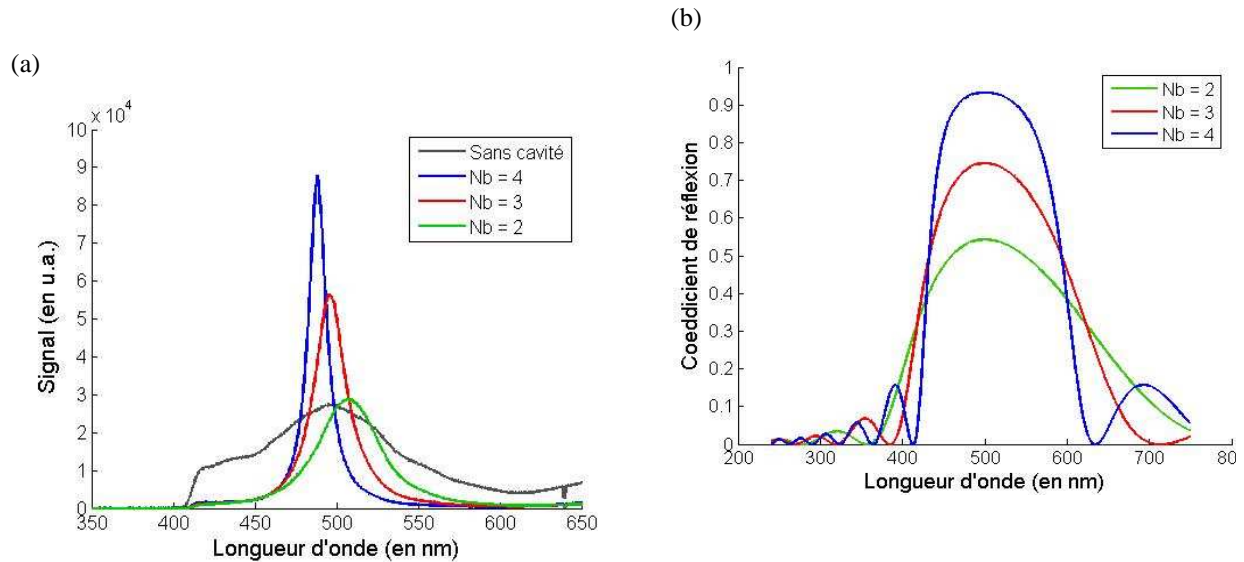 (a)
x 10^4
10
9
8
7
6
5
4
3
2
1
0
350
400
450
500
550
600
650
Signal (en u.a.)
Longueur d'onde (en nm)
Sans cavité
Nb = 4
Nb = 3
Nb = 2
(b)
1
0.9
0.8
0.7
0.6
0.5
0.4
0.3
0.2
0.1
0
200
300
400
500
600
700
80
Coeddicient de réflexion
Longueur d'onde (en nm)
Nb = 2
Nb = 3
Nb = 4